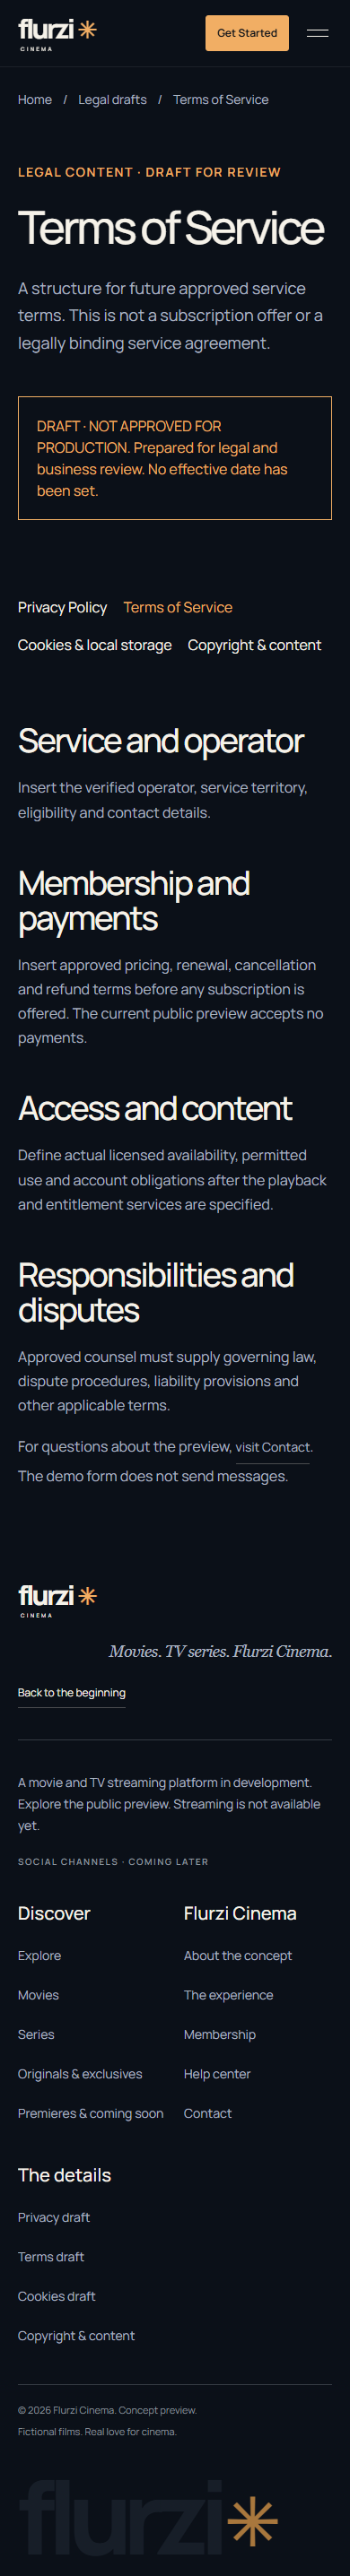 flurzi
CINEMA
Get Started
Home / Legal drafts / Terms of Service
LEGAL CONTENT · DRAFT FOR REVIEW
Terms of Service
A structure for future approved service
terms. This is not a subscription offer or a
legally binding service agreement.
DRAFT · NOT APPROVED FOR
PRODUCTION. Prepared for legal and
business review. No effective date has
been set.
Privacy Policy Terms of Service
Cookies & local storage Copyright & content
Service and operator
Insert the verified operator, service territory,
eligibility and contact details.
Membership and
payments
Insert approved pricing, renewal, cancellation
and refund terms before any subscription is
offered. The current public preview accepts no
payments.
Access and content
Define actual licensed availability, permitted
use and account obligations after the playback
and entitlement services are specified.
Responsibilities and
disputes
Approved counsel must supply governing law,
dispute procedures, liability provisions and
other applicable terms.
For questions about the preview, visit Contact.
The demo form does not send messages.
flurzi
CINEMA
Movies. TV series. Flurzi Cinema.
Back to the beginning
A movie and TV streaming platform in development.
Explore the public preview. Streaming is not available
yet.
SOCIAL CHANNELS · COMING LATER
Discover
Explore
Movies
Series
Originals & exclusives
Premieres & coming soon
Flurzi Cinema
About the concept
The experience
Membership
Help center
Contact
The details
Privacy draft
Terms draft
Cookies draft
Copyright & content
© 2026 Flurzi Cinema. Concept preview.
Fictional films. Real love for cinema.
flurzi